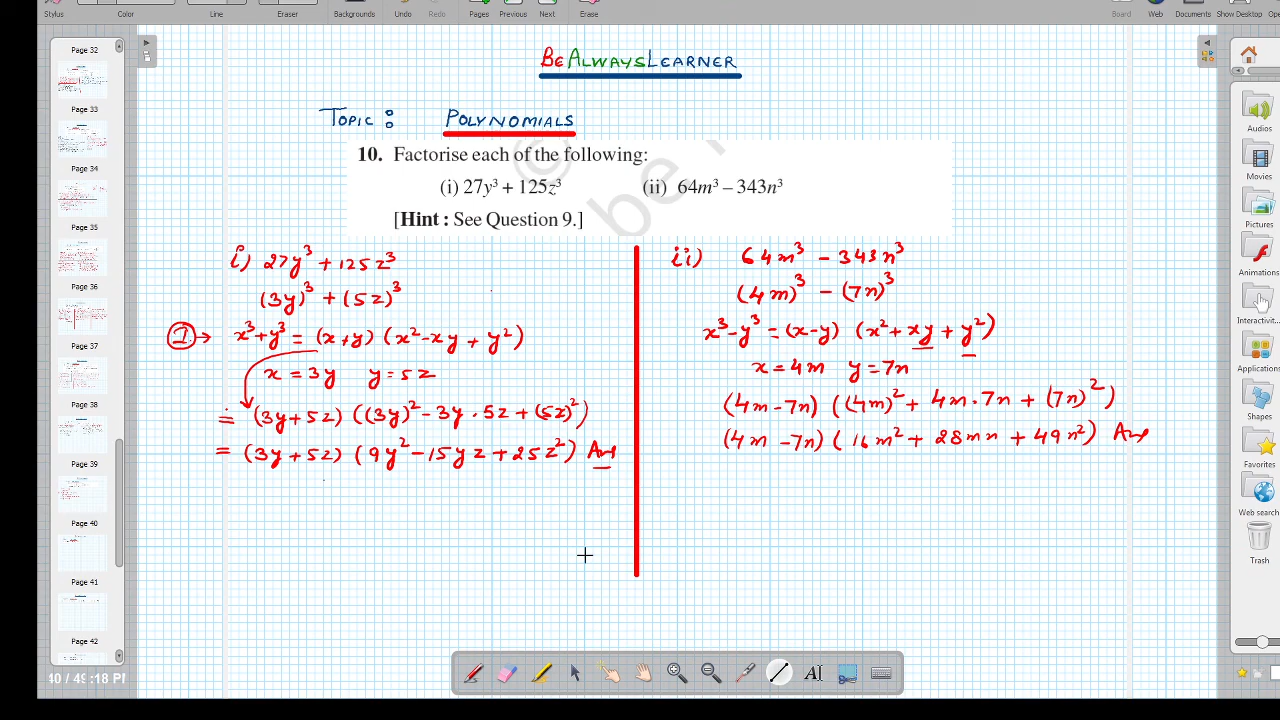 Stylus Color Line Eraser Backgrounds Undo Redo Pages Previous Next Erase Board Web Documents Show Desktop
BeAlwaysLearner
Topic : Polynomials
10. Factorise each of the following:
(i) 27y³ + 125z³ (ii) 64m³ – 343n³
[Hint : See Question 9.]
©
be
i) 27y³ + 125z³
(3y)³ + (5z)³
I → x³+y³ = (x+y) (x²-xy + y²)
x = 3y y = 5z
= (3y+5z) ((3y)² - 3y · 5z + (5z)²)
= (3y+5z) (9y² - 15yz + 25z²) Ans
ii) 64m³ - 343n³
(4m)³ - (7n)³
x³-y³ = (x-y) (x² + xy + y²)
x = 4m y = 7n
(4m-7n) ((4m)² + 4m · 7n + (7n)²)
(4m-7n) (16m² + 28mn + 49n²) Ans
Page 32
Page 33
Page 34
Page 35
Page 36
Page 37
Page 38
Page 39
Page 40
Page 41
Page 42
Audios
Movies
Pictures
Animations
Interactivit..
Applications
Shapes
Favorites
Web search
Trash
AI